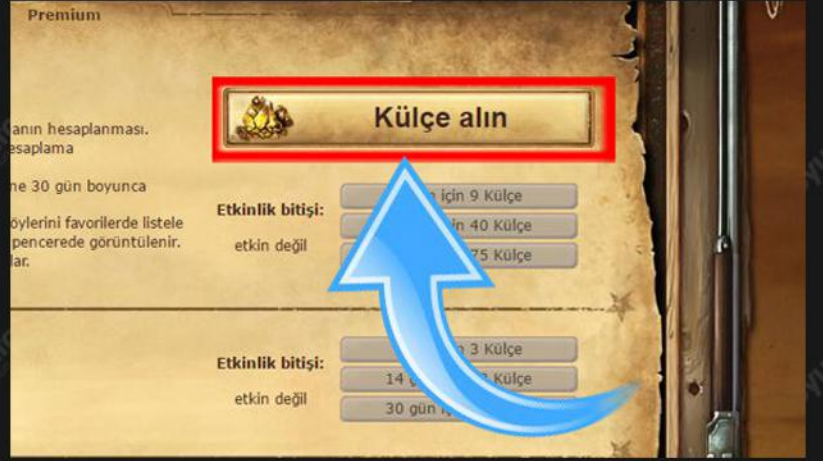 Premium
Külçe alın
anın hesaplanması.
esaplama
ne 30 gün boyunca
için 9 Külçe
Etkinlik bitişi:
öylerini favorilerde listele
40 Külçe
pencerede görüntülenir.
etkin değil
75 Külçe
lar.
3 Külçe
Etkinlik bitişi:
14
Külçe
etkin değil
30 gün